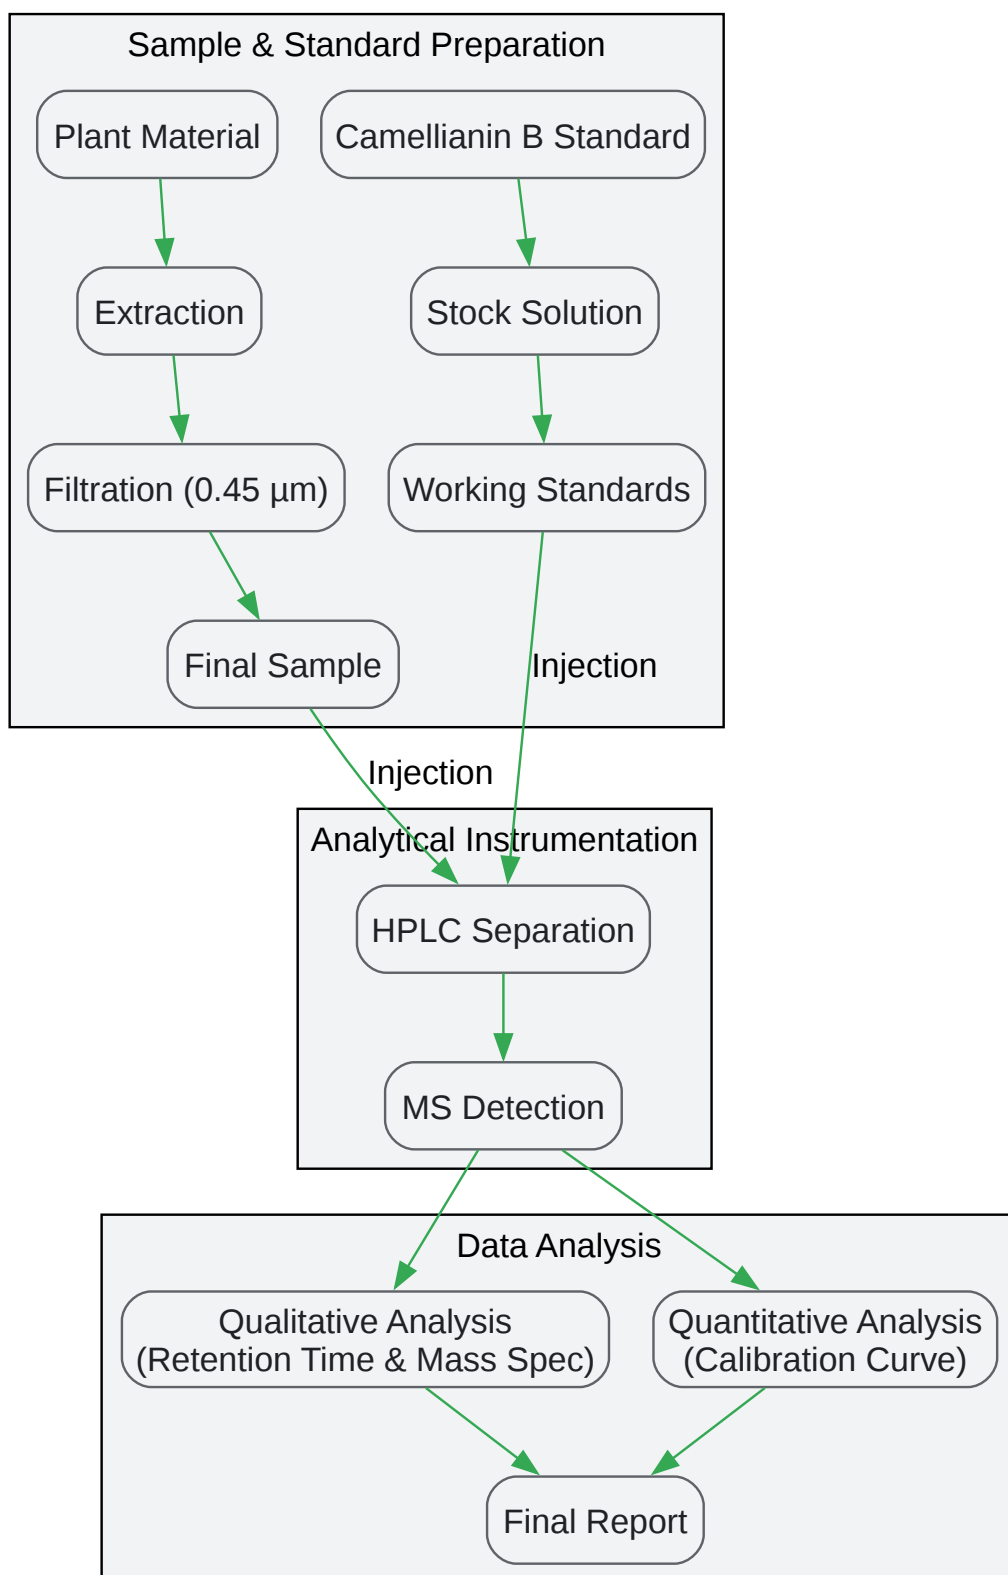 Sample & Standard Preparation
Plant Material
Camellianin B Standard
Extraction
Stock Solution
Filtration (0.45 µm)
Working Standards
Final Sample
Injection
Injection
Analytical Instrumentation
HPLC Separation
MS Detection
Data Analysis
Qualitative Analysis
(Retention Time & Mass Spec)
Quantitative Analysis
(Calibration Curve)
Final Report